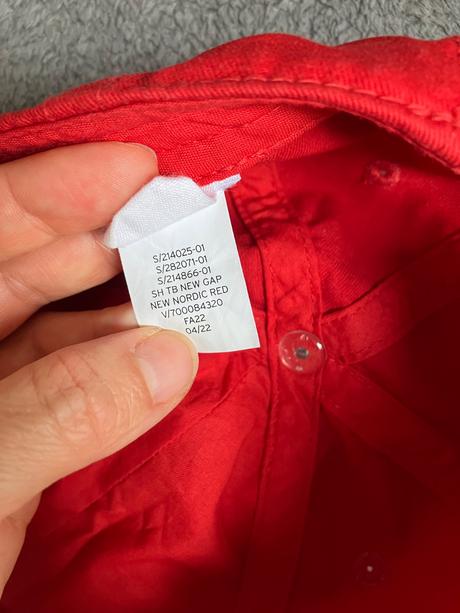 S/214025-01
S/282071-01
S/214866-01
SH TB NEW GAP
NEW NORDIC RED
V/700084320
FA22
04/22